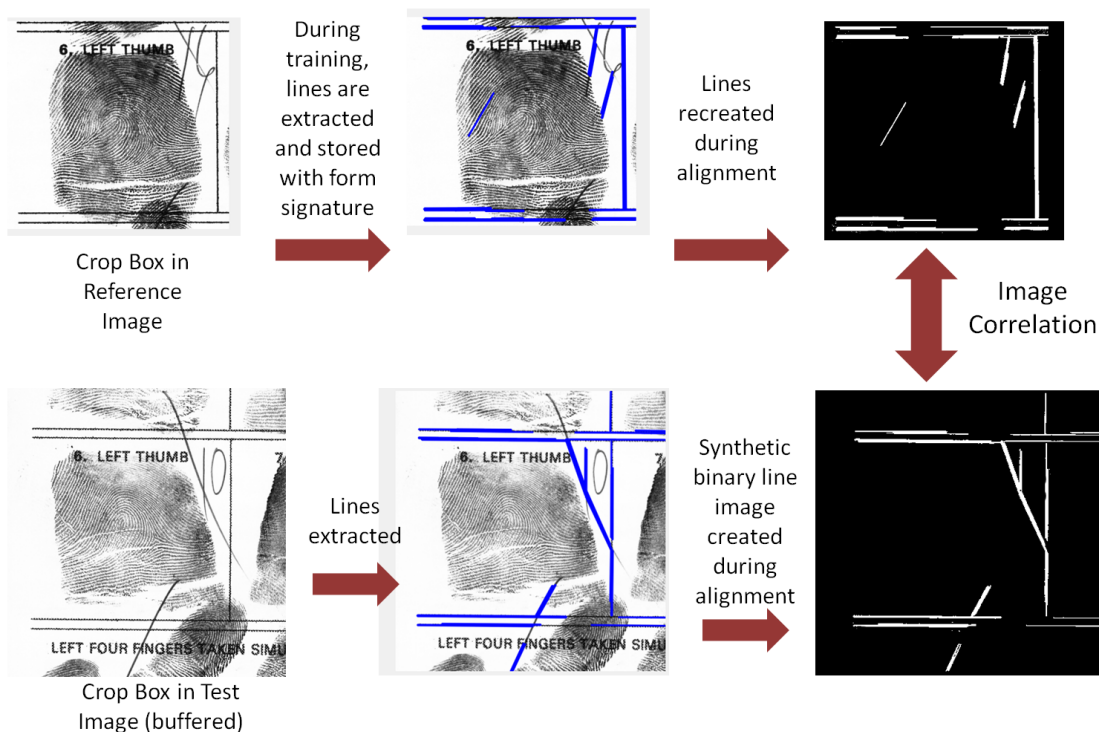 6. LEFT THUMB
During
training,
lines are
extracted
and stored
with form
signature
6. LEFT THUMB
Lines
recreated
during
alignment
Crop Box in
Reference
Image
Image
Correlation
6. LEFT THUMB 7
LEFT FOUR FINGERS TAKEN SIMU
Lines
extracted
6. LEFT THUMB 7
LEFT FOUR FINGERS TAKEN SIMU
Synthetic
binary line
image
created
during
alignment
Crop Box in Test
Image (buffered)